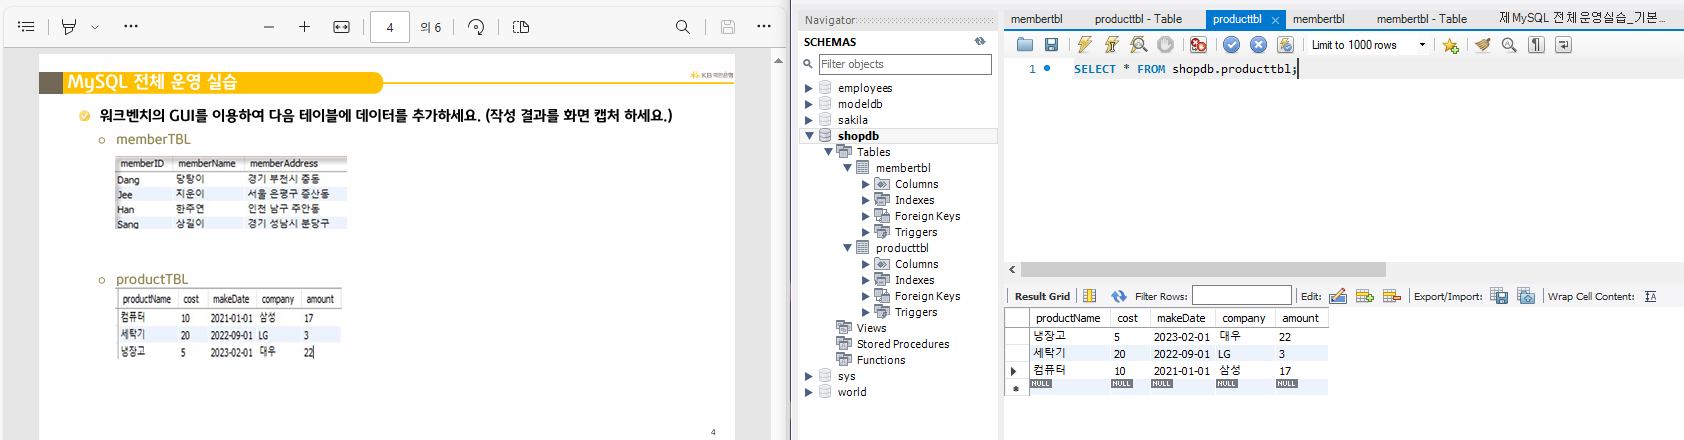 4 의 6
MySQL 전체 운영 실습
KB 국민은행
워크벤치의 GUI를 이용하여 다음 테이블에 데이터를 추가하세요. (작성 결과를 화면 캡처 하세요.)
memberTBL
memberID memberName memberAddress
Dang 당탕이 경기 부천시 중동
Jee 지운이 서울 은평구 증산동
Han 한주연 인천 남구 주안동
Sang 상길이 경기 성남시 분당구
productTBL
productName cost makeDate company amount
컴퓨터 10 2021-01-01 삼성 17
세탁기 20 2022-09-01 LG 3
냉장고 5 2023-02-01 대우 22
4
Navigator
SCHEMAS
Filter objects
employees
modeldb
sakila
shopdb
Tables
membertbl
Columns
Indexes
Foreign Keys
Triggers
producttbl
Columns
Indexes
Foreign Keys
Triggers
Views
Stored Procedures
Functions
sys
world
membertbl producttbl - Table producttbl membertbl membertbl - Table 제MySQL 전체운영실습_기본...
Limit to 1000 rows
1 SELECT * FROM shopdb.producttbl;
Result Grid Filter Rows: Edit: Export/Import: Wrap Cell Content:
productName cost makeDate company amount
냉장고 5 2023-02-01 대우 22
세탁기 20 2022-09-01 LG 3
컴퓨터 10 2021-01-01 삼성 17
NULL NULL NULL NULL NULL